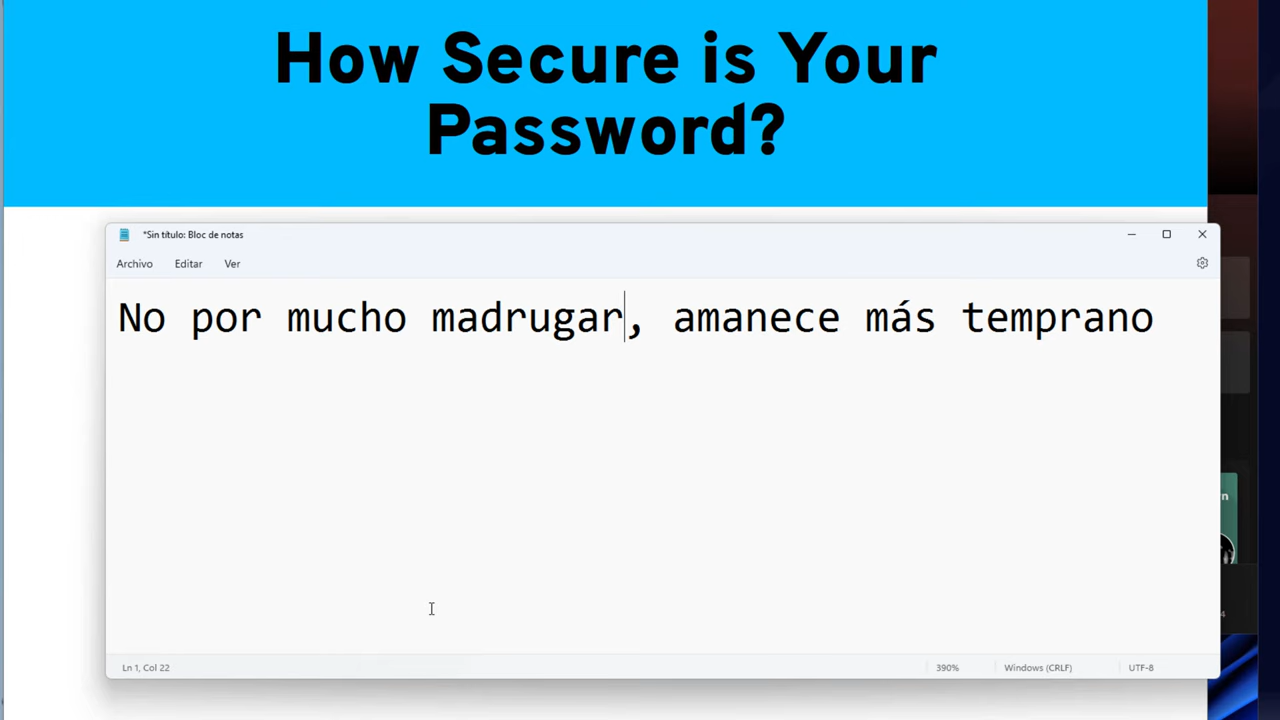 How Secure is Your
Password?
*Sin título: Bloc de notas
Archivo Editar Ver
No por mucho madrugar, amanece más temprano
n
4
Ln 1, Col 22 390% Windows (CRLF) UTF-8